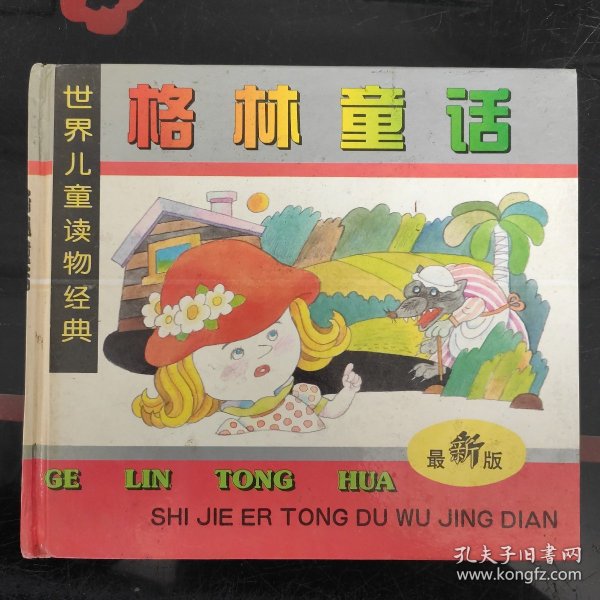 格林童话
世界儿童读物经典
最新版
GE LIN TONG HUA
SHI JIE ER TONG DU WU JING DIAN
孔夫子旧书网
www.kongfz.com